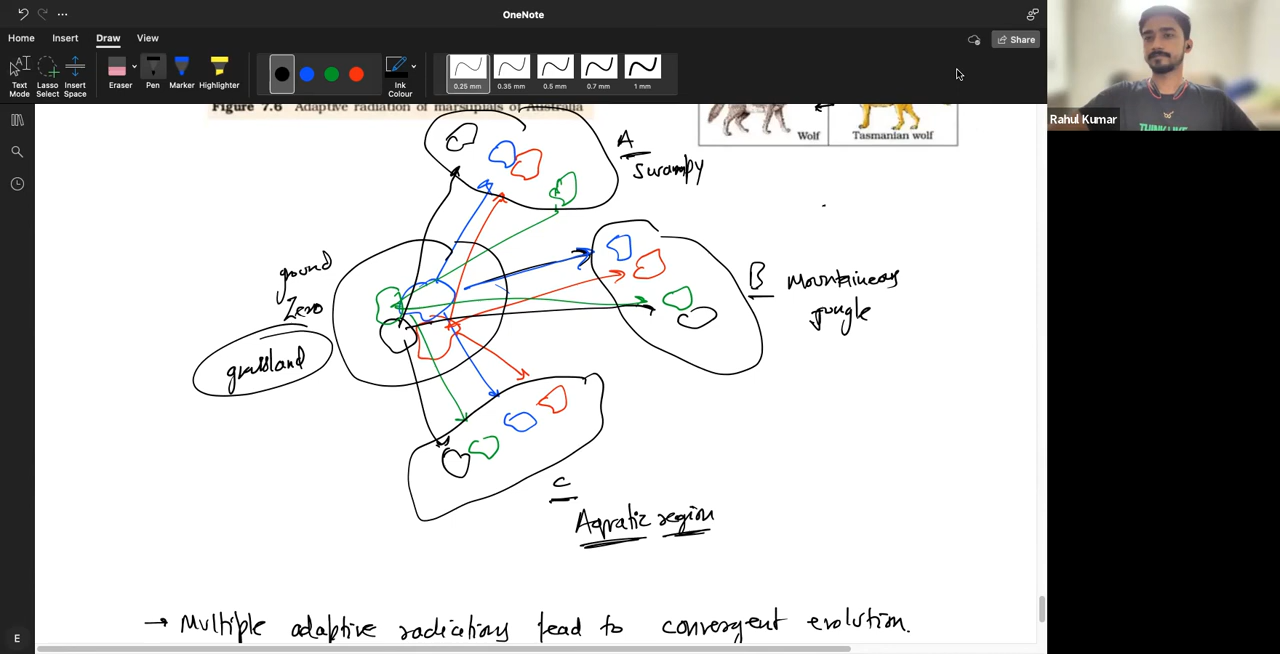 OneNote
Home Insert Draw View
Share
Text Mode
Lasso Select
Insert Space
Eraser
Pen
Marker
Highlighter
Ink Colour
0.25 mm 0.35 mm 0.5 mm 0.7 mm 1 mm
Rahul Kumar
THINK LIKE
Figure 7.6 Adaptive radiation of marsupials of Australia
Wolf
Tasmanian wolf
A
Swampy
ground
Zero
grassland
B
Mountaineous
jungle
C
Aquatic region
→ Multiple adaptive radiations lead to convergent evolution.
E